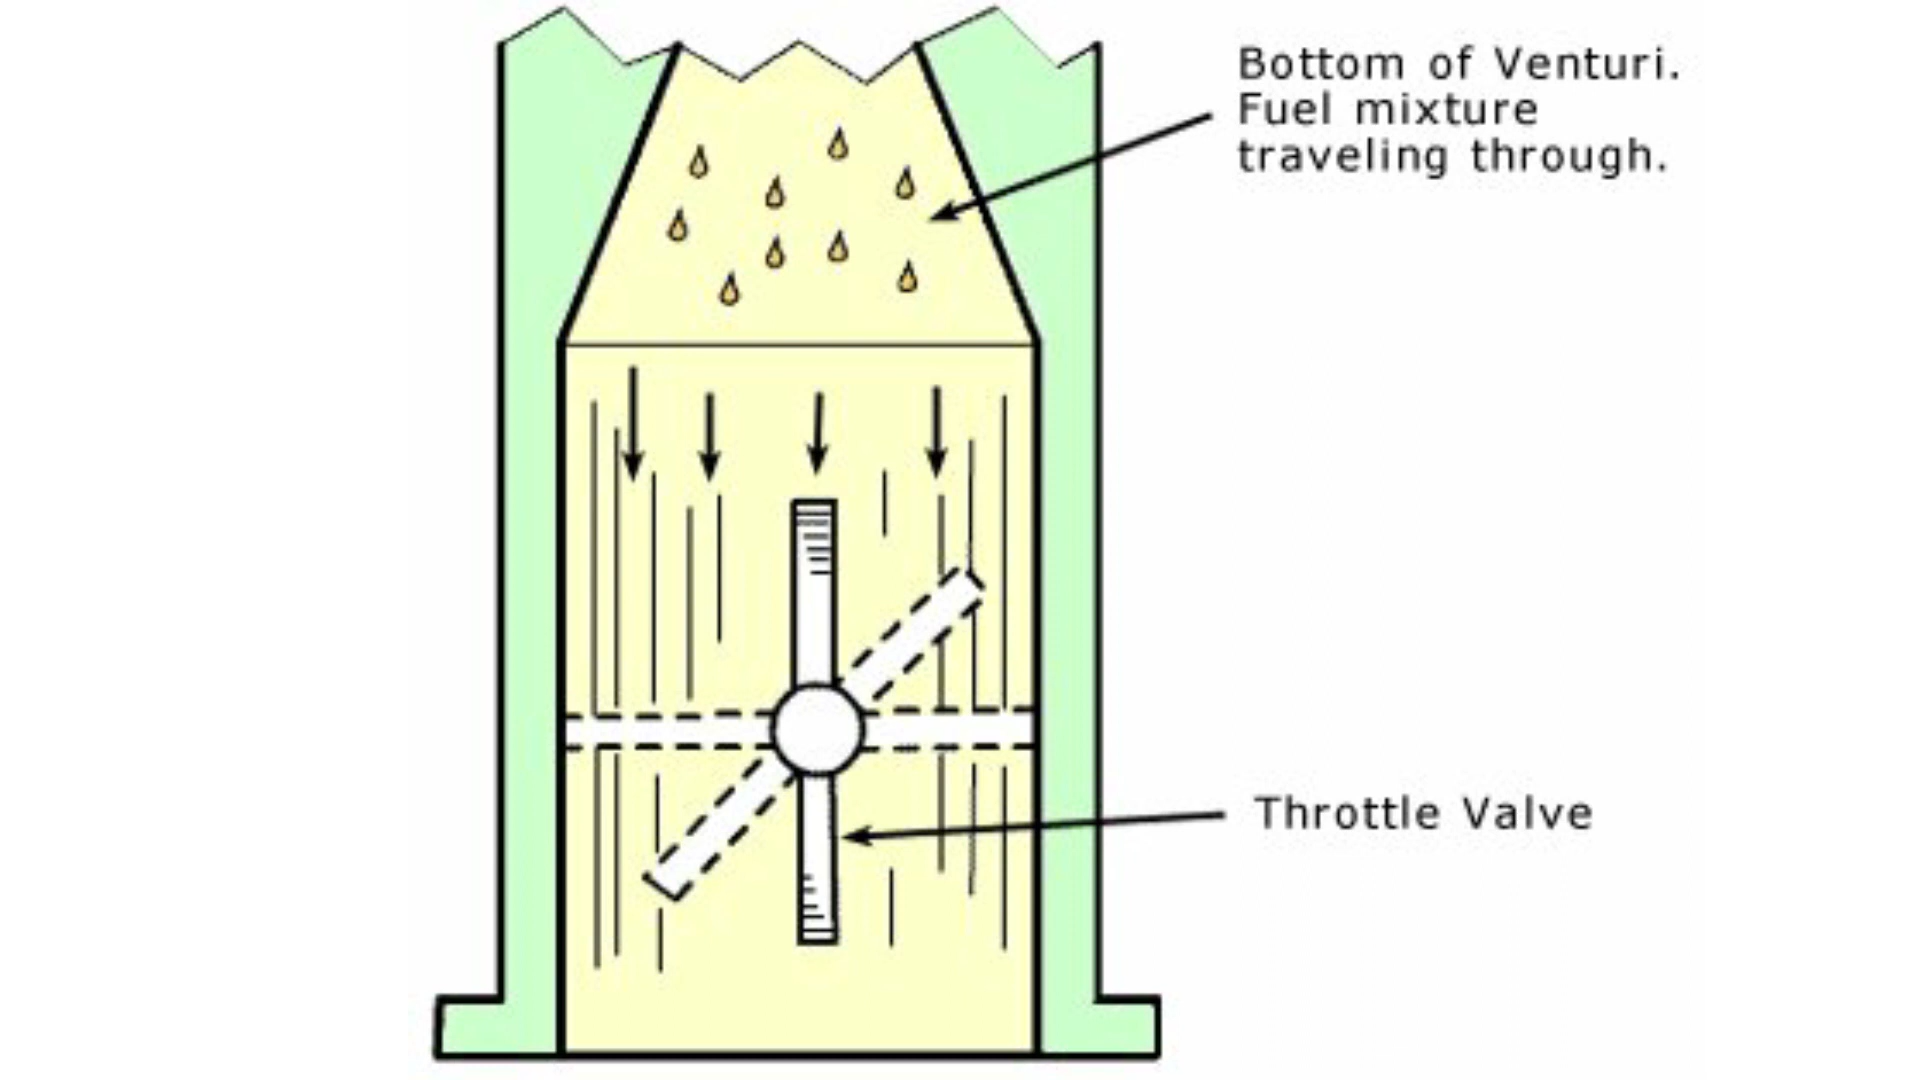 Bottom of Venturi.
Fuel mixture
traveling through.
Throttle Valve